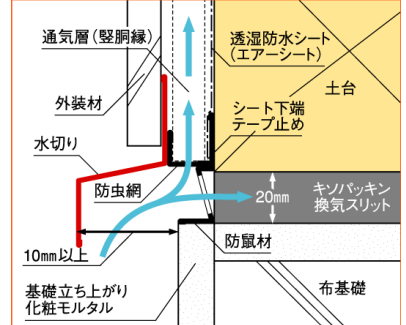 通気層(竪胴縁)
透湿防水シート
(エアーシート)
外装材
土台
シート下端
テープ止め
水切り
防虫網
20mm
キソパッキン
換気スリット
10mm以上
防鼠材
基礎立ち上がり
化粧モルタル
布基礎